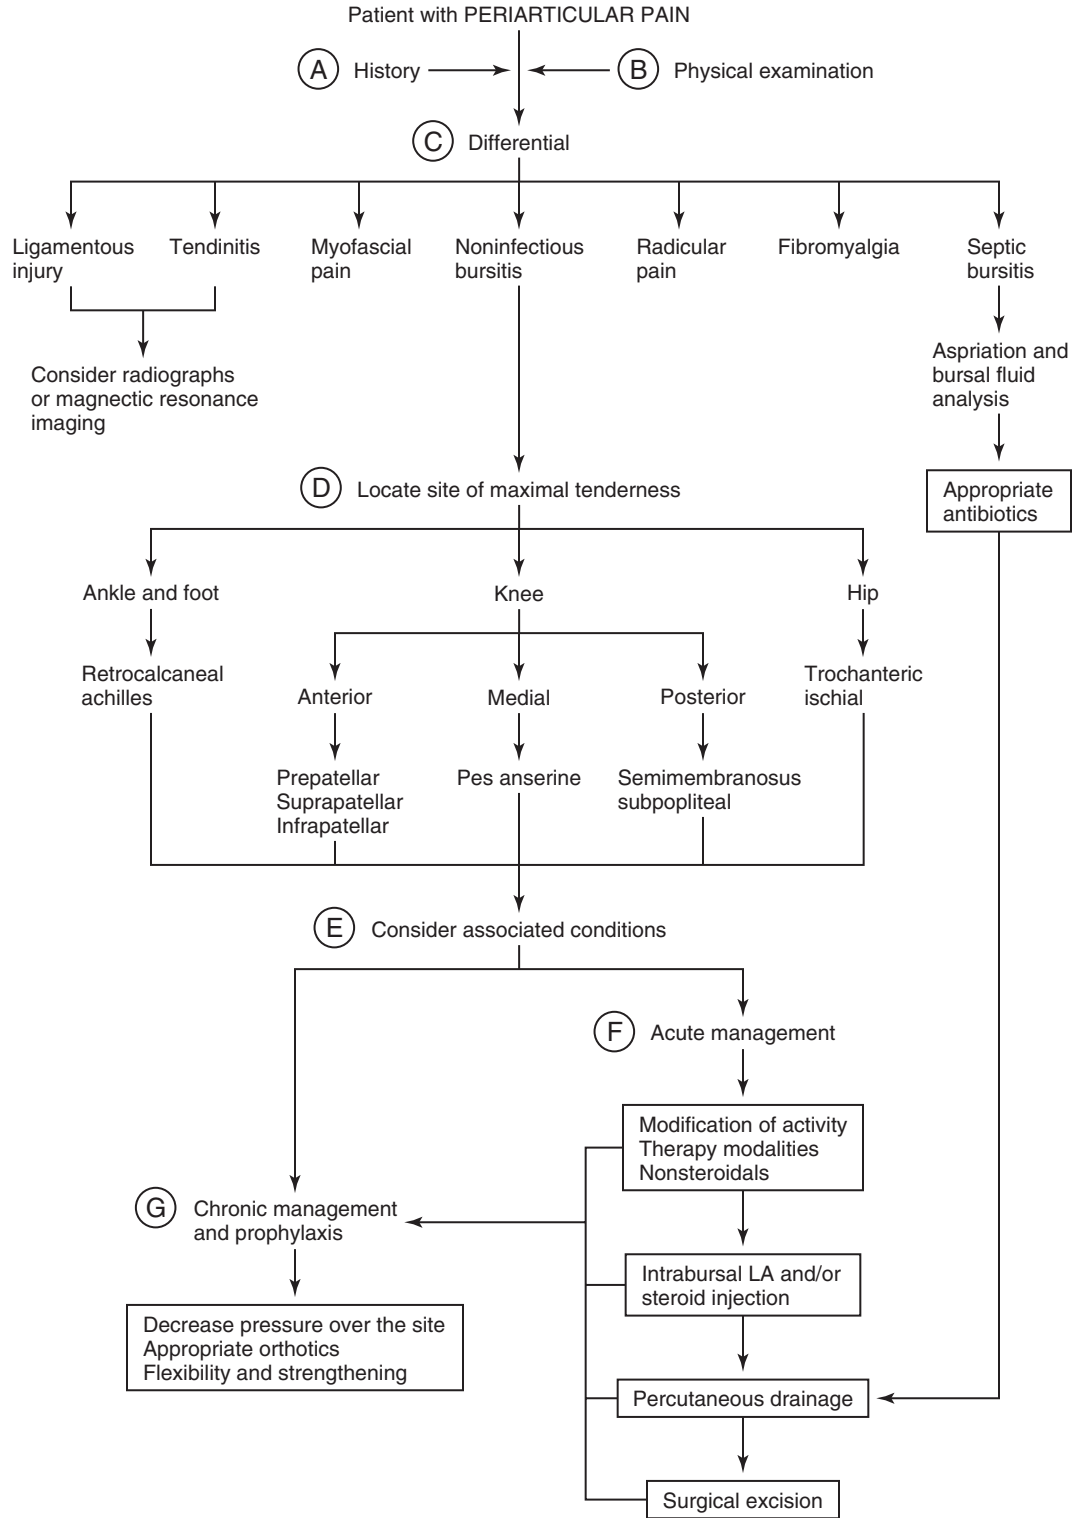 Patient with PERIARTICULAR PAIN
A History
B Physical examination
C Differential
Ligamentous
injury
Tendinitis
Myofascial
pain
Noninfectious
bursitis
Radicular
pain
Fibromyalgia
Septic
bursitis
Consider radiographs
or magnectic resonance
imaging
Aspriation and
bursal fluid
analysis
Appropriate
antibiotics
D Locate site of maximal tenderness
Ankle and foot
Knee
Hip
Retrocalcaneal
achilles
Anterior
Medial
Posterior
Trochanteric
ischial
Prepatellar
Suprapatellar
Infrapatellar
Pes anserine
Semimembranosus
subpopliteal
E Consider associated conditions
F Acute management
Modification of activity
Therapy modalities
Nonsteroidals
G Chronic management
and prophylaxis
Intrabursal LA and/or
steroid injection
Decrease pressure over the site
Appropriate orthotics
Flexibility and strengthening
Percutaneous drainage
Surgical excision